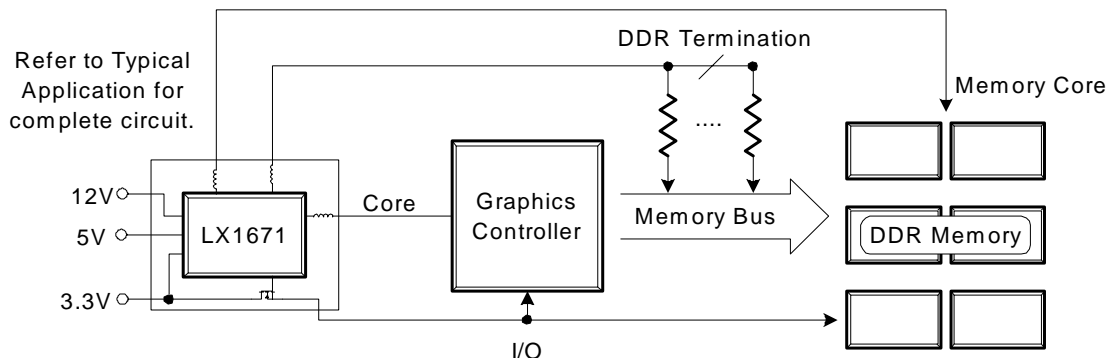 Refer to Typical
Application for
complete circuit.
DDR Termination
Memory Core
....
12V
5V
3.3V
LX1671
Core
Graphics
Controller
Memory Bus
DDR Memory
I/O